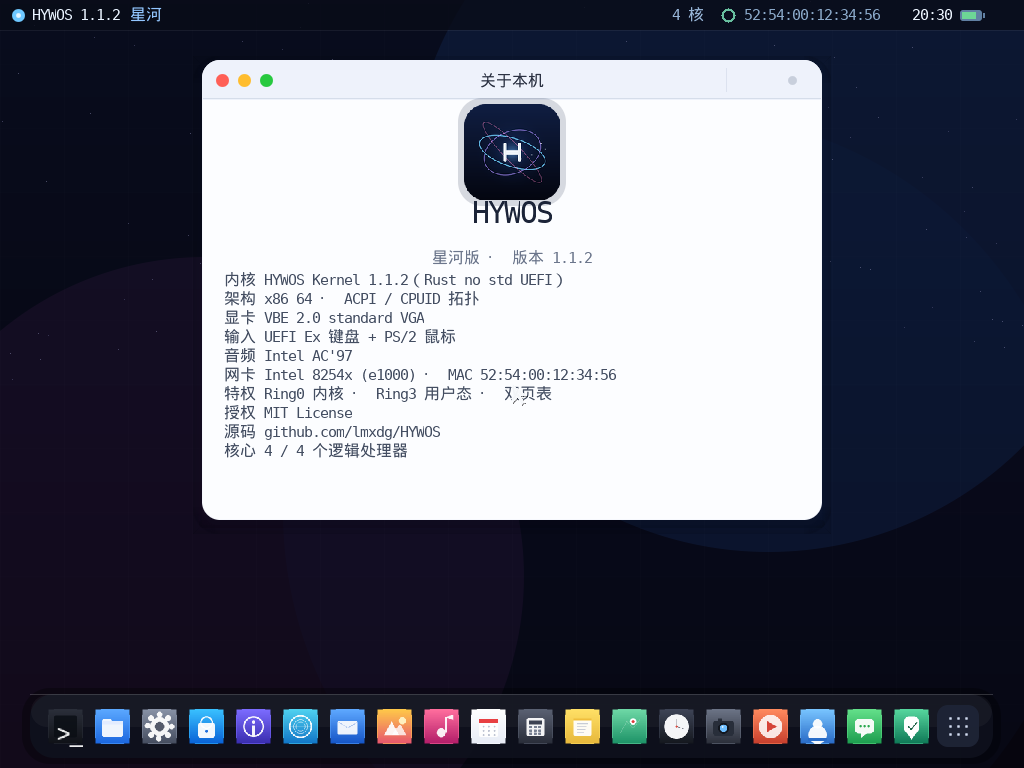 HYWOS 1.1.2 星河
4 核 52:54:00:12:34:56 20:30
关于本机
H
HYWOS
星河版 · 版本 1.1.2
内核 HYWOS Kernel 1.1.2 (Rust no std UEFI)
架构 x86 64 · ACPI / CPUID 拓扑
显卡 VBE 2.0 standard VGA
输入 UEFI Ex 键盘 + PS/2 鼠标
音频 Intel AC'97
网卡 Intel 8254x (e1000) · MAC 52:54:00:12:34:56
特权 Ring0 内核 · Ring3 用户态 · 双页表
授权 MIT License
源码 github.com/lmxdg/HYWOS
核心 4 / 4 个逻辑处理器
>_